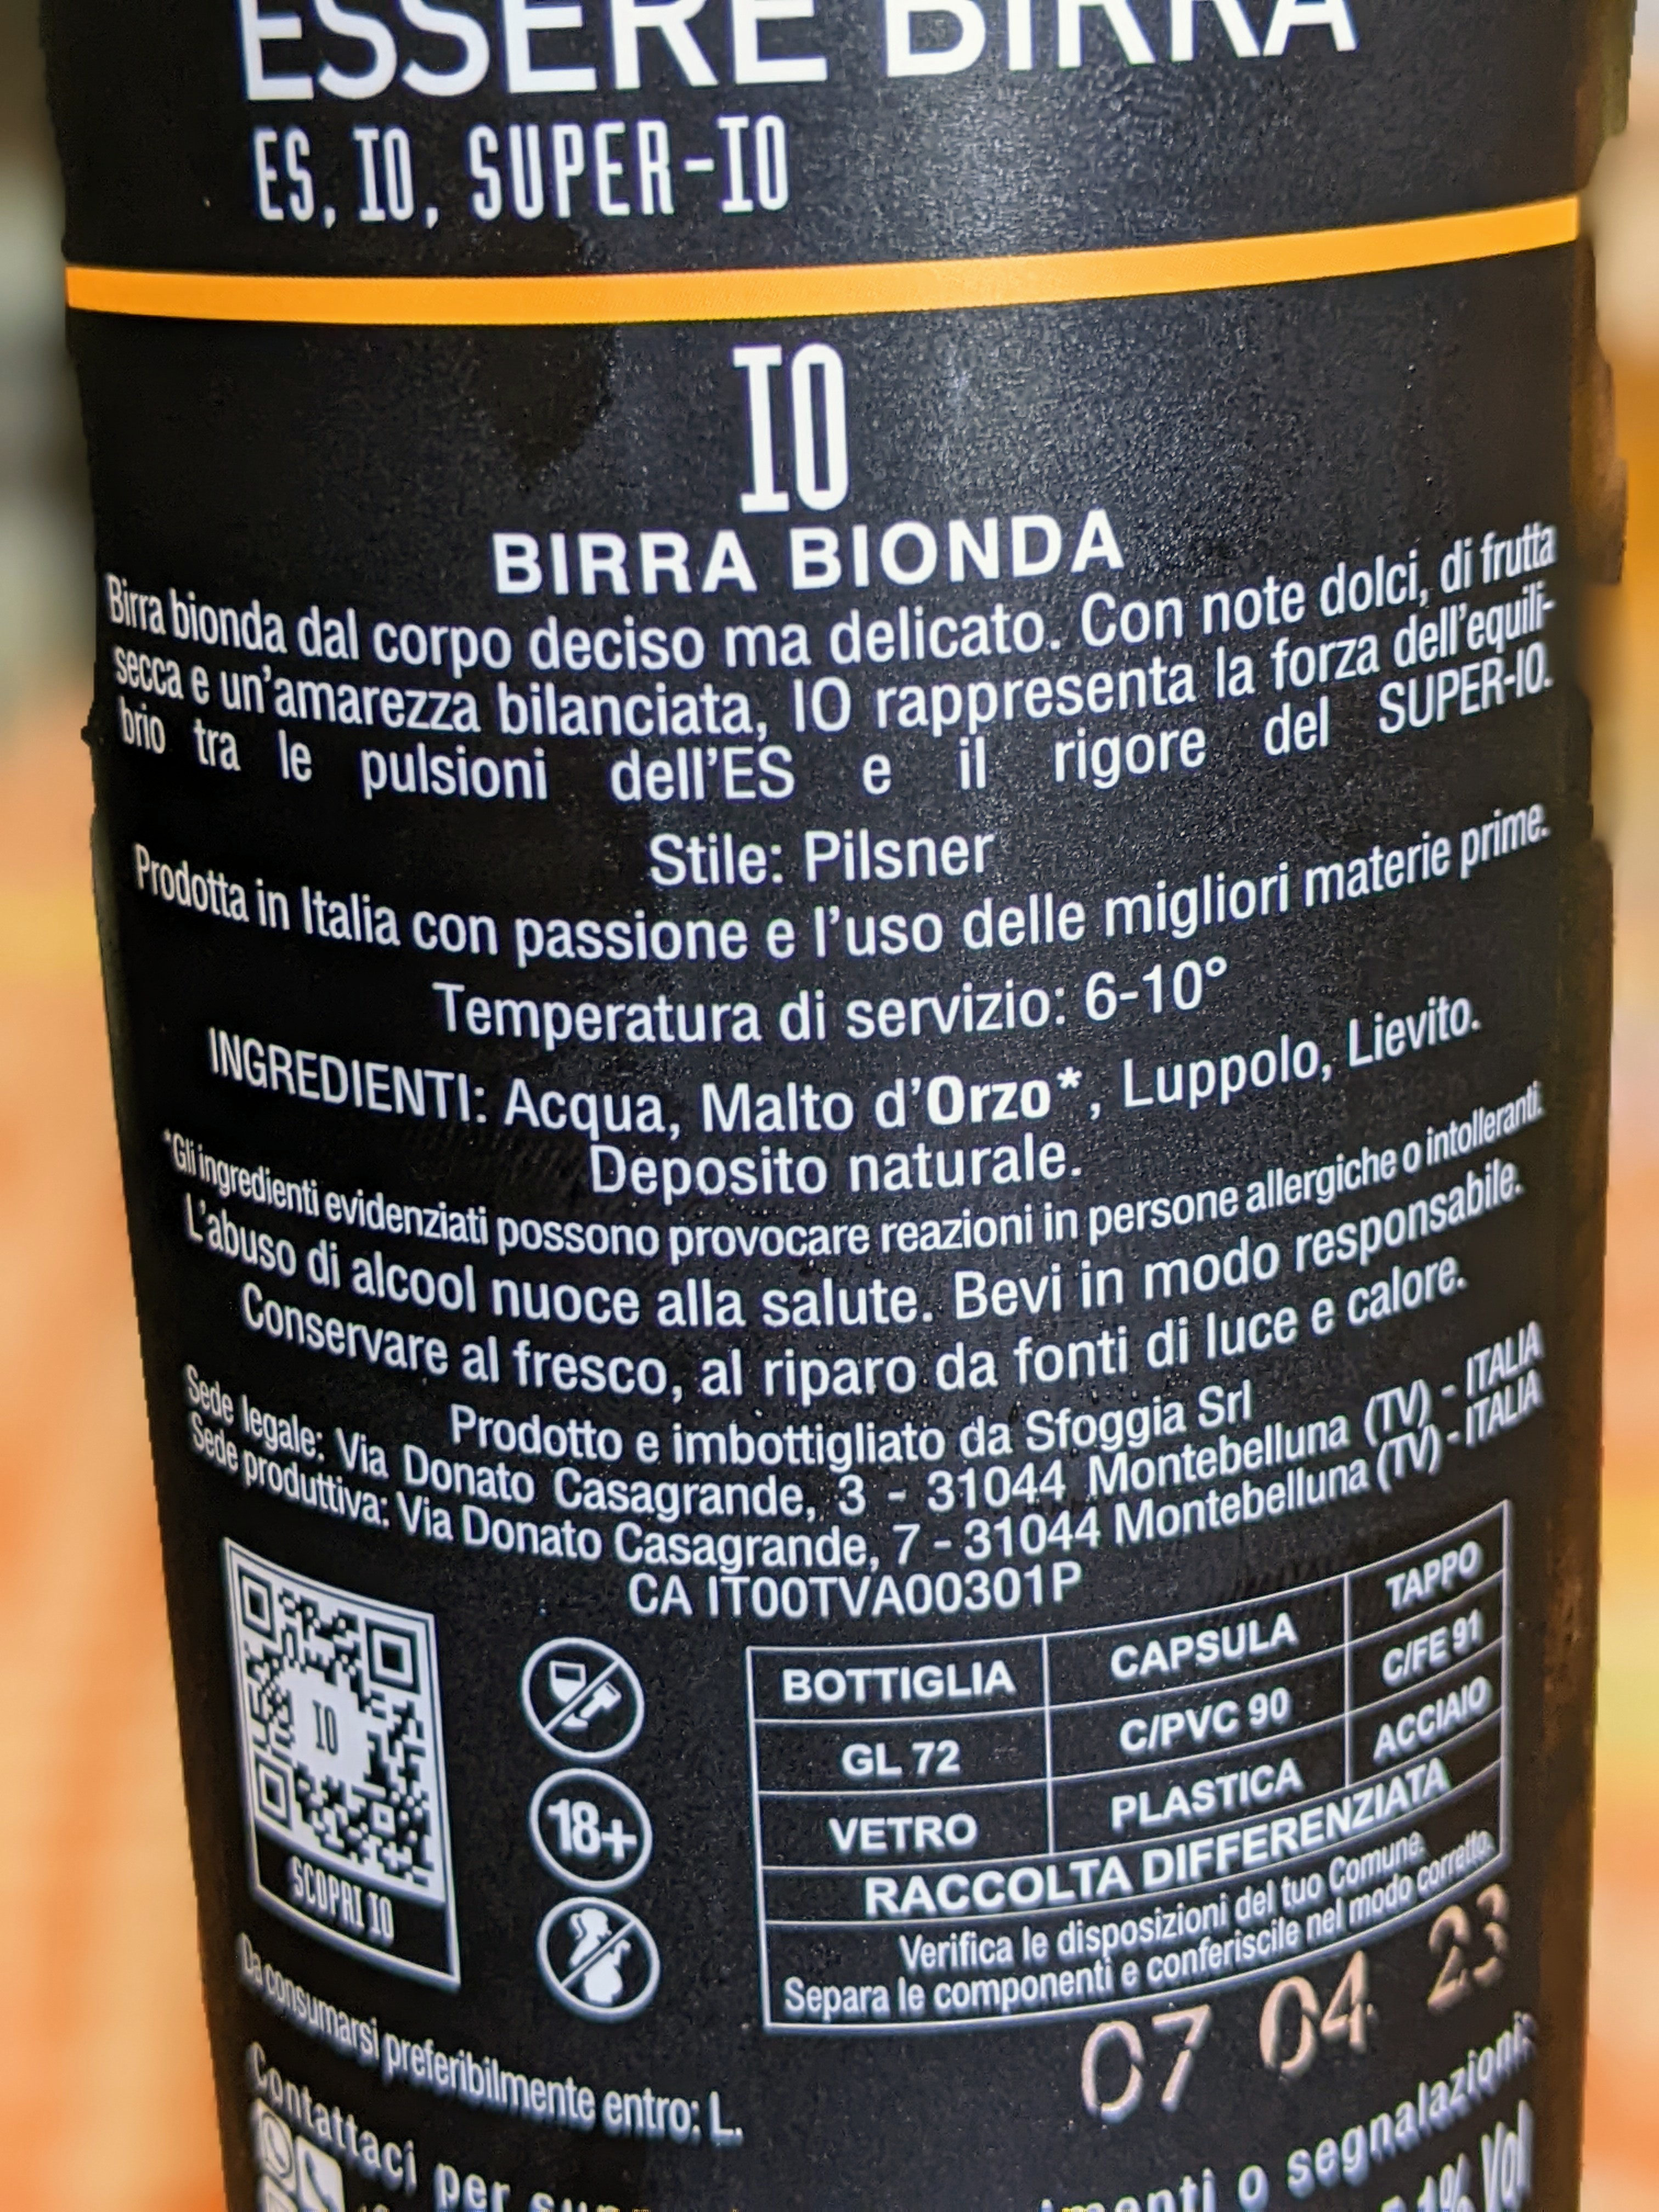 ESSERE BIRRA
ES, IO, SUPER-IO
IO
BIRRA BIONDA
Birra bionda dal corpo deciso ma delicato. Con note dolci, di frutta
secca e un'amarezza bilanciata, IO rappresenta la forza dell'equili-
brio tra le pulsioni dell'ES e il rigore del SUPER-IO.
Stile: Pilsner
Prodotta in Italia con passione e l'uso delle migliori materie prime.
Temperatura di servizio: 6-10°
INGREDIENTI: Acqua, Malto d'Orzo*, Luppolo, Lievito.
Deposito naturale.
*Gli ingredienti evidenziati possono provocare reazioni in persone allergiche o intolleranti.
L'abuso di alcool nuoce alla salute. Bevi in modo responsabile.
Conservare al fresco, al riparo da fonti di luce e calore.
Prodotto e imbottigliato da Sfoggia Srl
Sede legale: Via Donato Casagrande, 3 - 31044 Montebelluna (TV) - ITALIA
Sede produttiva: Via Donato Casagrande, 7 - 31044 Montebelluna (TV) - ITALIA
CA IT00TVA00301P
IO
SCOPRI IO
18+
BOTTIGLIA CAPSULA TAPPO
GL 72 C/PVC 90 C/FE 91
VETRO PLASTICA ACCIAIO
RACCOLTA DIFFERENZIATA
Verifica le disposizioni del tuo Comune.
Separa le componenti e conferiscile nel modo corretto.
Da consumarsi preferibilmente entro: L.
07 04 23
Contattaci per o segnalazioni:
% Vol